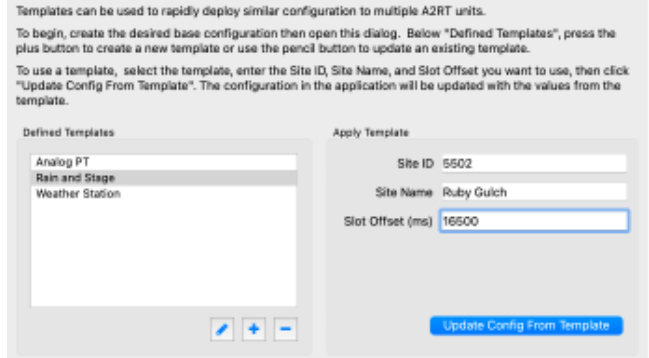 Templates can be used to rapidly deploy similar configuration to multiple A2RT units.
To begin, create the desired base configuration then open this dialog. Below "Defined Templates", press the
plus button to create a new template or use the pencil button to update an existing template.
To use a template, select the template, enter the Site ID, Site Name, and Slot Offset you want to use, then click
"Update Config From Template". The configuration in the application will be updated with the values from the
template.
Defined Templates
Analog PT
Rain and Stage
Weather Station
Apply Template
Site ID 5502
Site Name Ruby Gulch
Slot Offset (ms) 16500
Update Config From Template